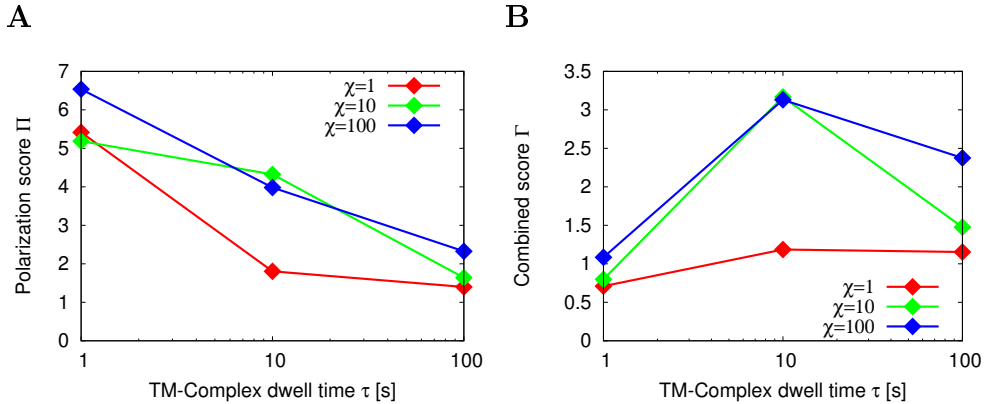 A
Polarization score Π
7
6
5
4
3
2
1
0
χ=1
χ=10
χ=100
1
10
100
TM-Complex dwell time τ [s]
B
Combined score Γ
3.5
3
2.5
2
1.5
1
0.5
0
χ=1
χ=10
χ=100
1
10
100
TM-Complex dwell time τ [s]